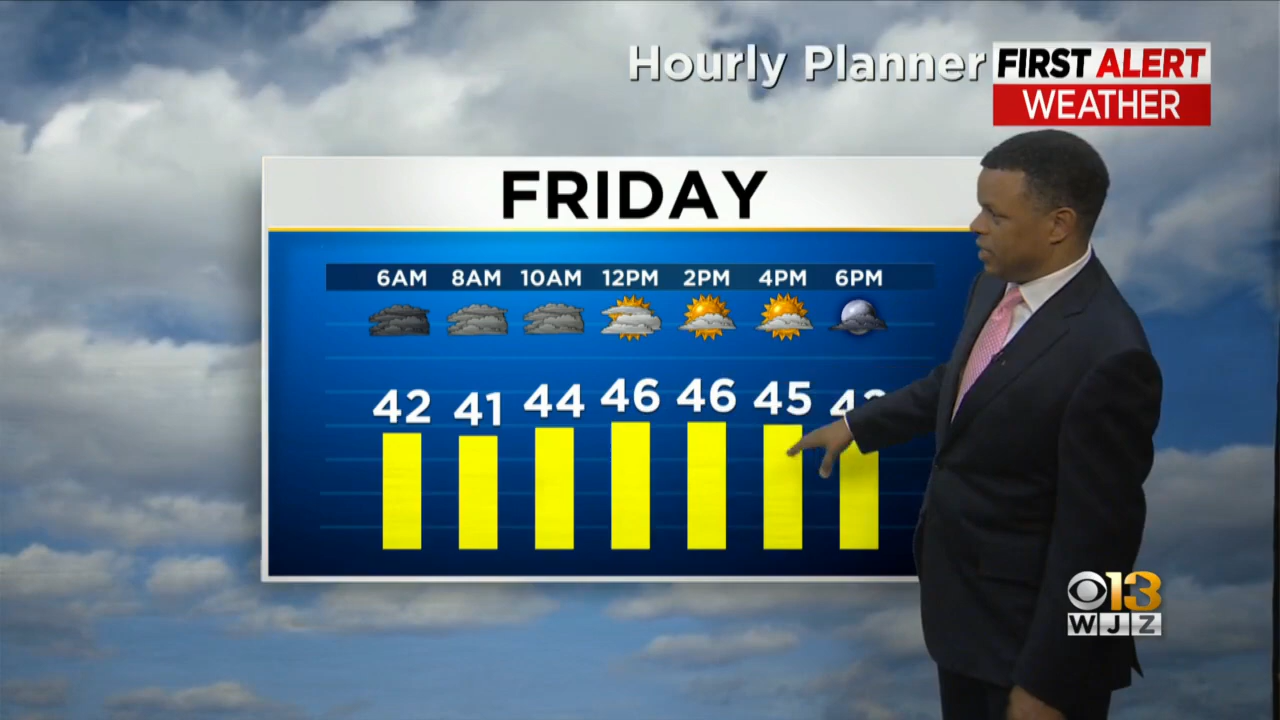 Hourly Planner
FIRST ALERT
WEATHER
FRIDAY
6AM 8AM 10AM 12PM 2PM 4PM 6PM
42 41 44 46 46 45
13
WJZ